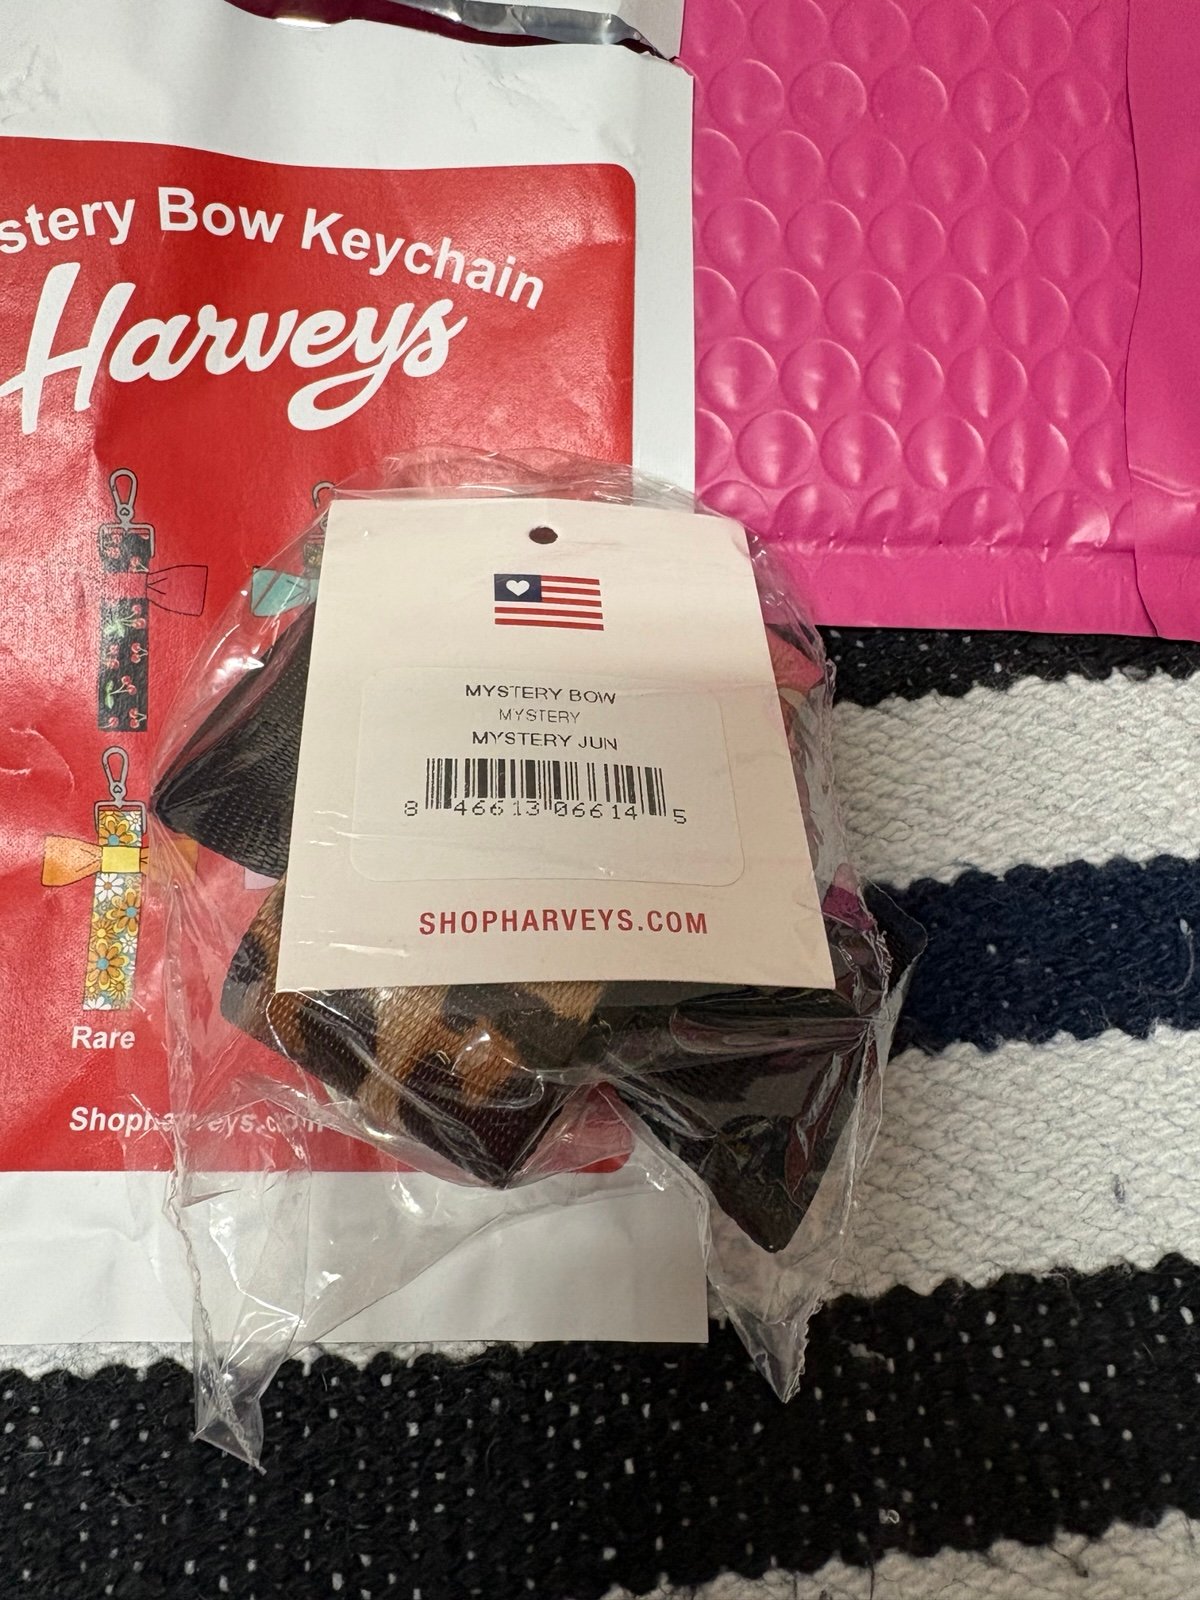 stery Bow Keychain
Harveys
MYSTERY BOW
MYSTERY
MYSTERY JUN
8 46613 06614 5
SHOPHARVEYS.COM
Rare
Shopharveys.com